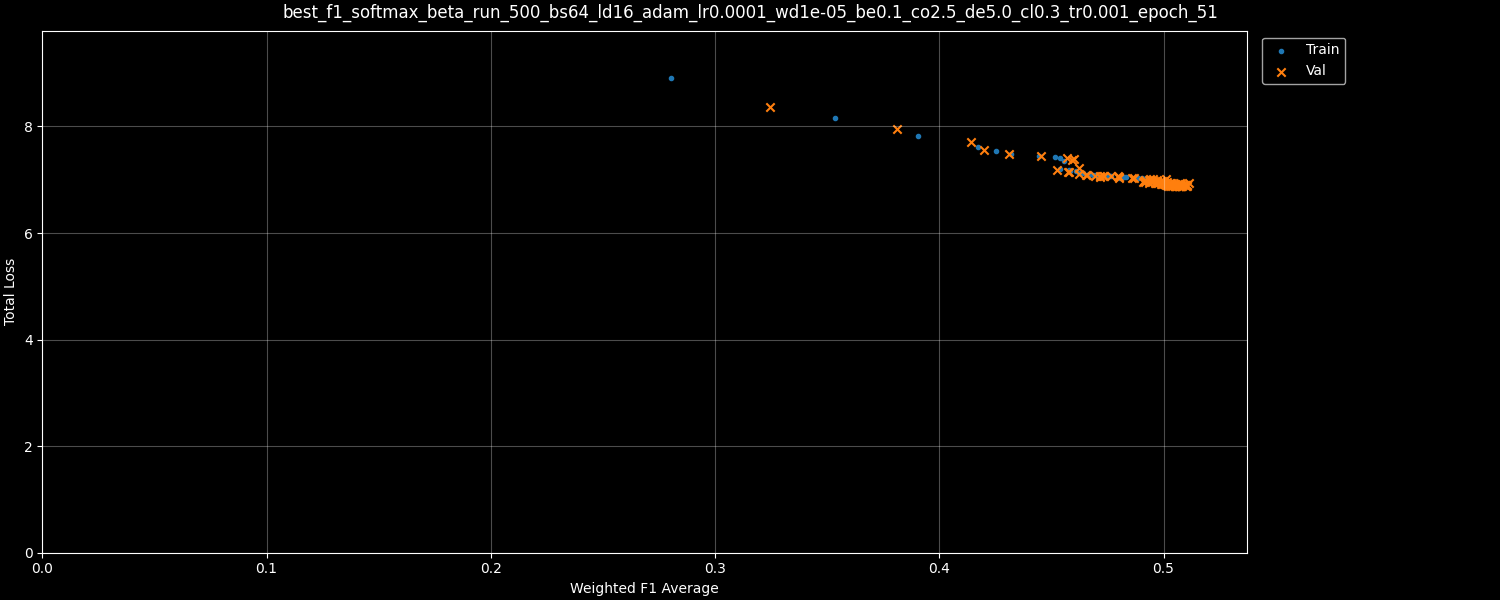 best_f1_softmax_beta_run_500_bs64_ld16_adam_lr0.0001_wd1e-05_be0.1_co2.5_de5.0_cl0.3_tr0.001_epoch_51
Train
Val
8
6
4
2
0
Total Loss
0.0 0.1 0.2 0.3 0.4 0.5
Weighted F1 Average